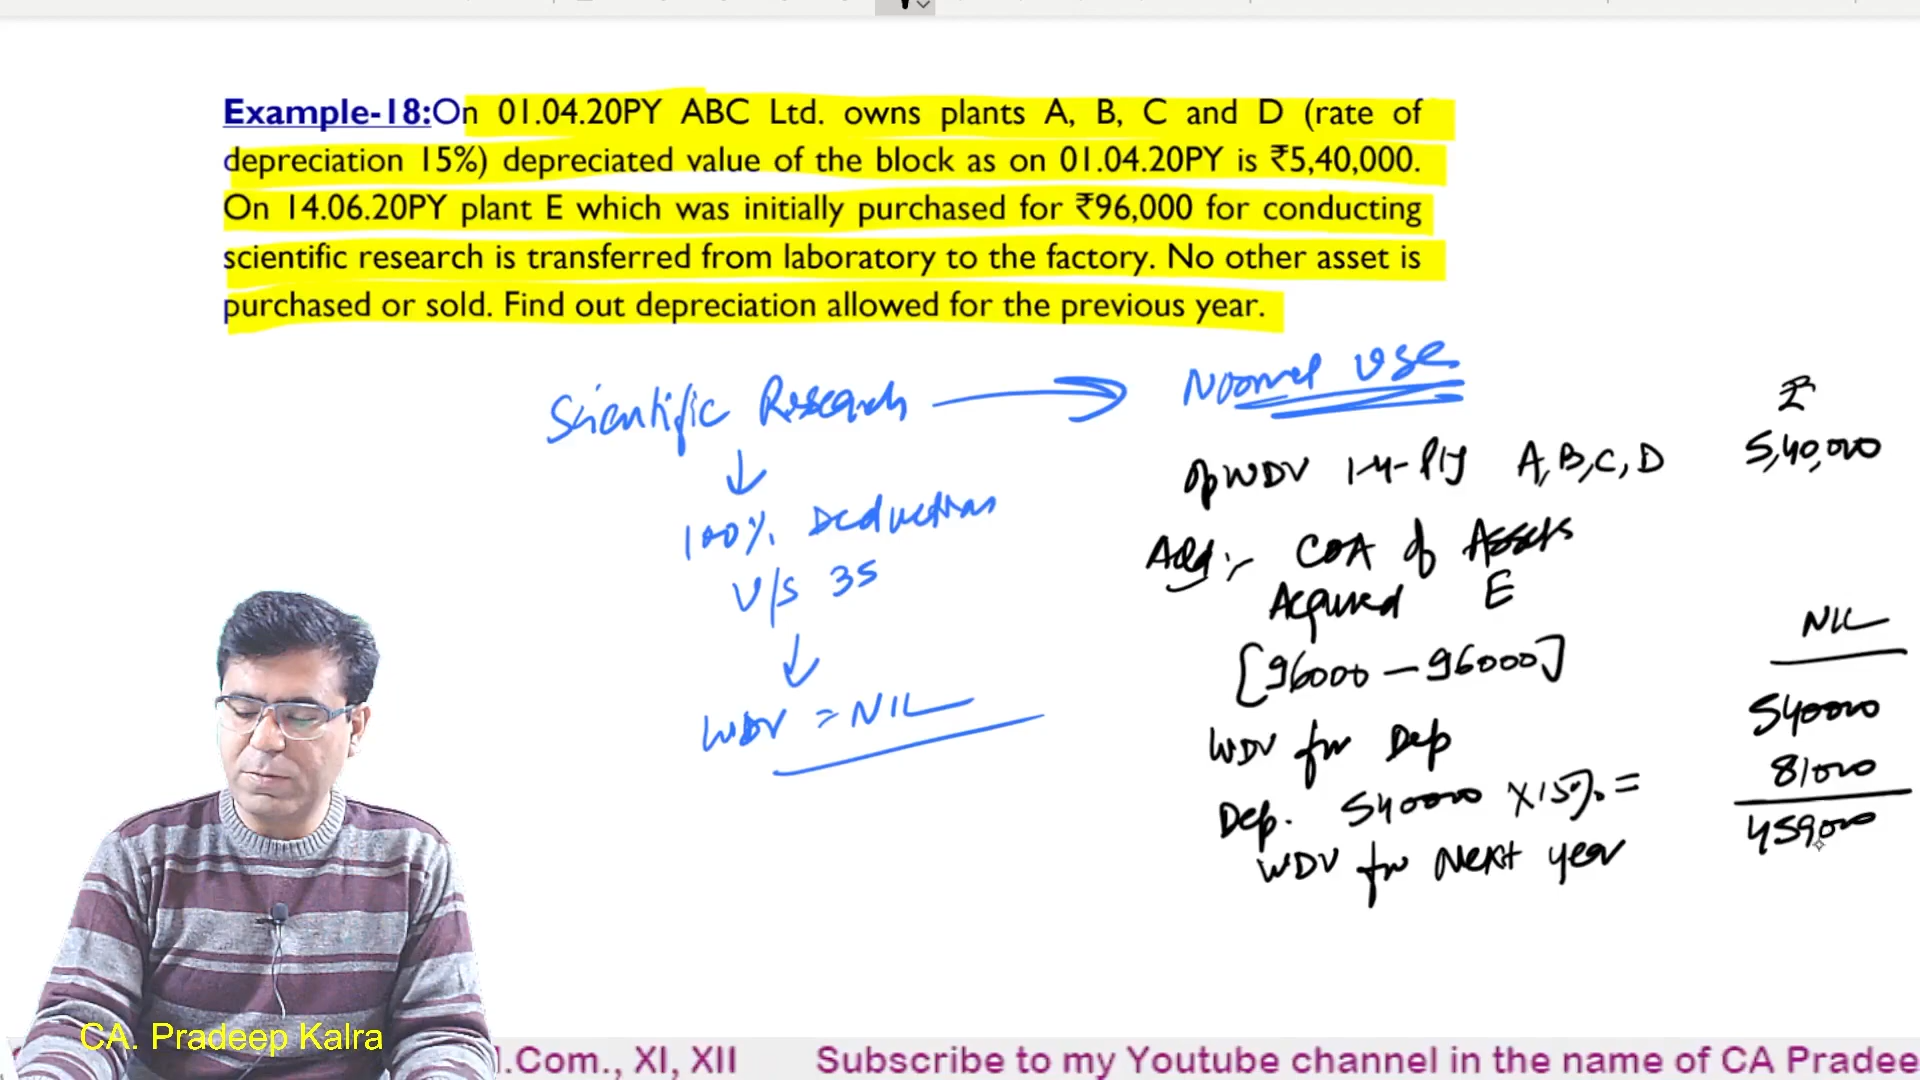 Example-18:On 01.04.20PY ABC Ltd. owns plants A, B, C and D (rate of
depreciation 15%) depreciated value of the block as on 01.04.20PY is ₹5,40,000.
On 14.06.20PY plant E which was initially purchased for ₹96,000 for conducting
scientific research is transferred from laboratory to the factory. No other asset is
purchased or sold. Find out depreciation allowed for the previous year.
Scientific Research
100% Deduction
U/S 35
WDV = NIL
Normal Use
₹
op WDV 1-4-PY A, B, C, D 5,40,000
Add:- COA of Assets
Acquired E
[96000 - 96000] NIL
WDV for Dep 540000
Dep. 540000 X 15% = 81000
WDV for Next year 459,000
CA. Pradeep Kalra
.Com., XI, XII Subscribe to my Youtube channel in the name of CA Pradee